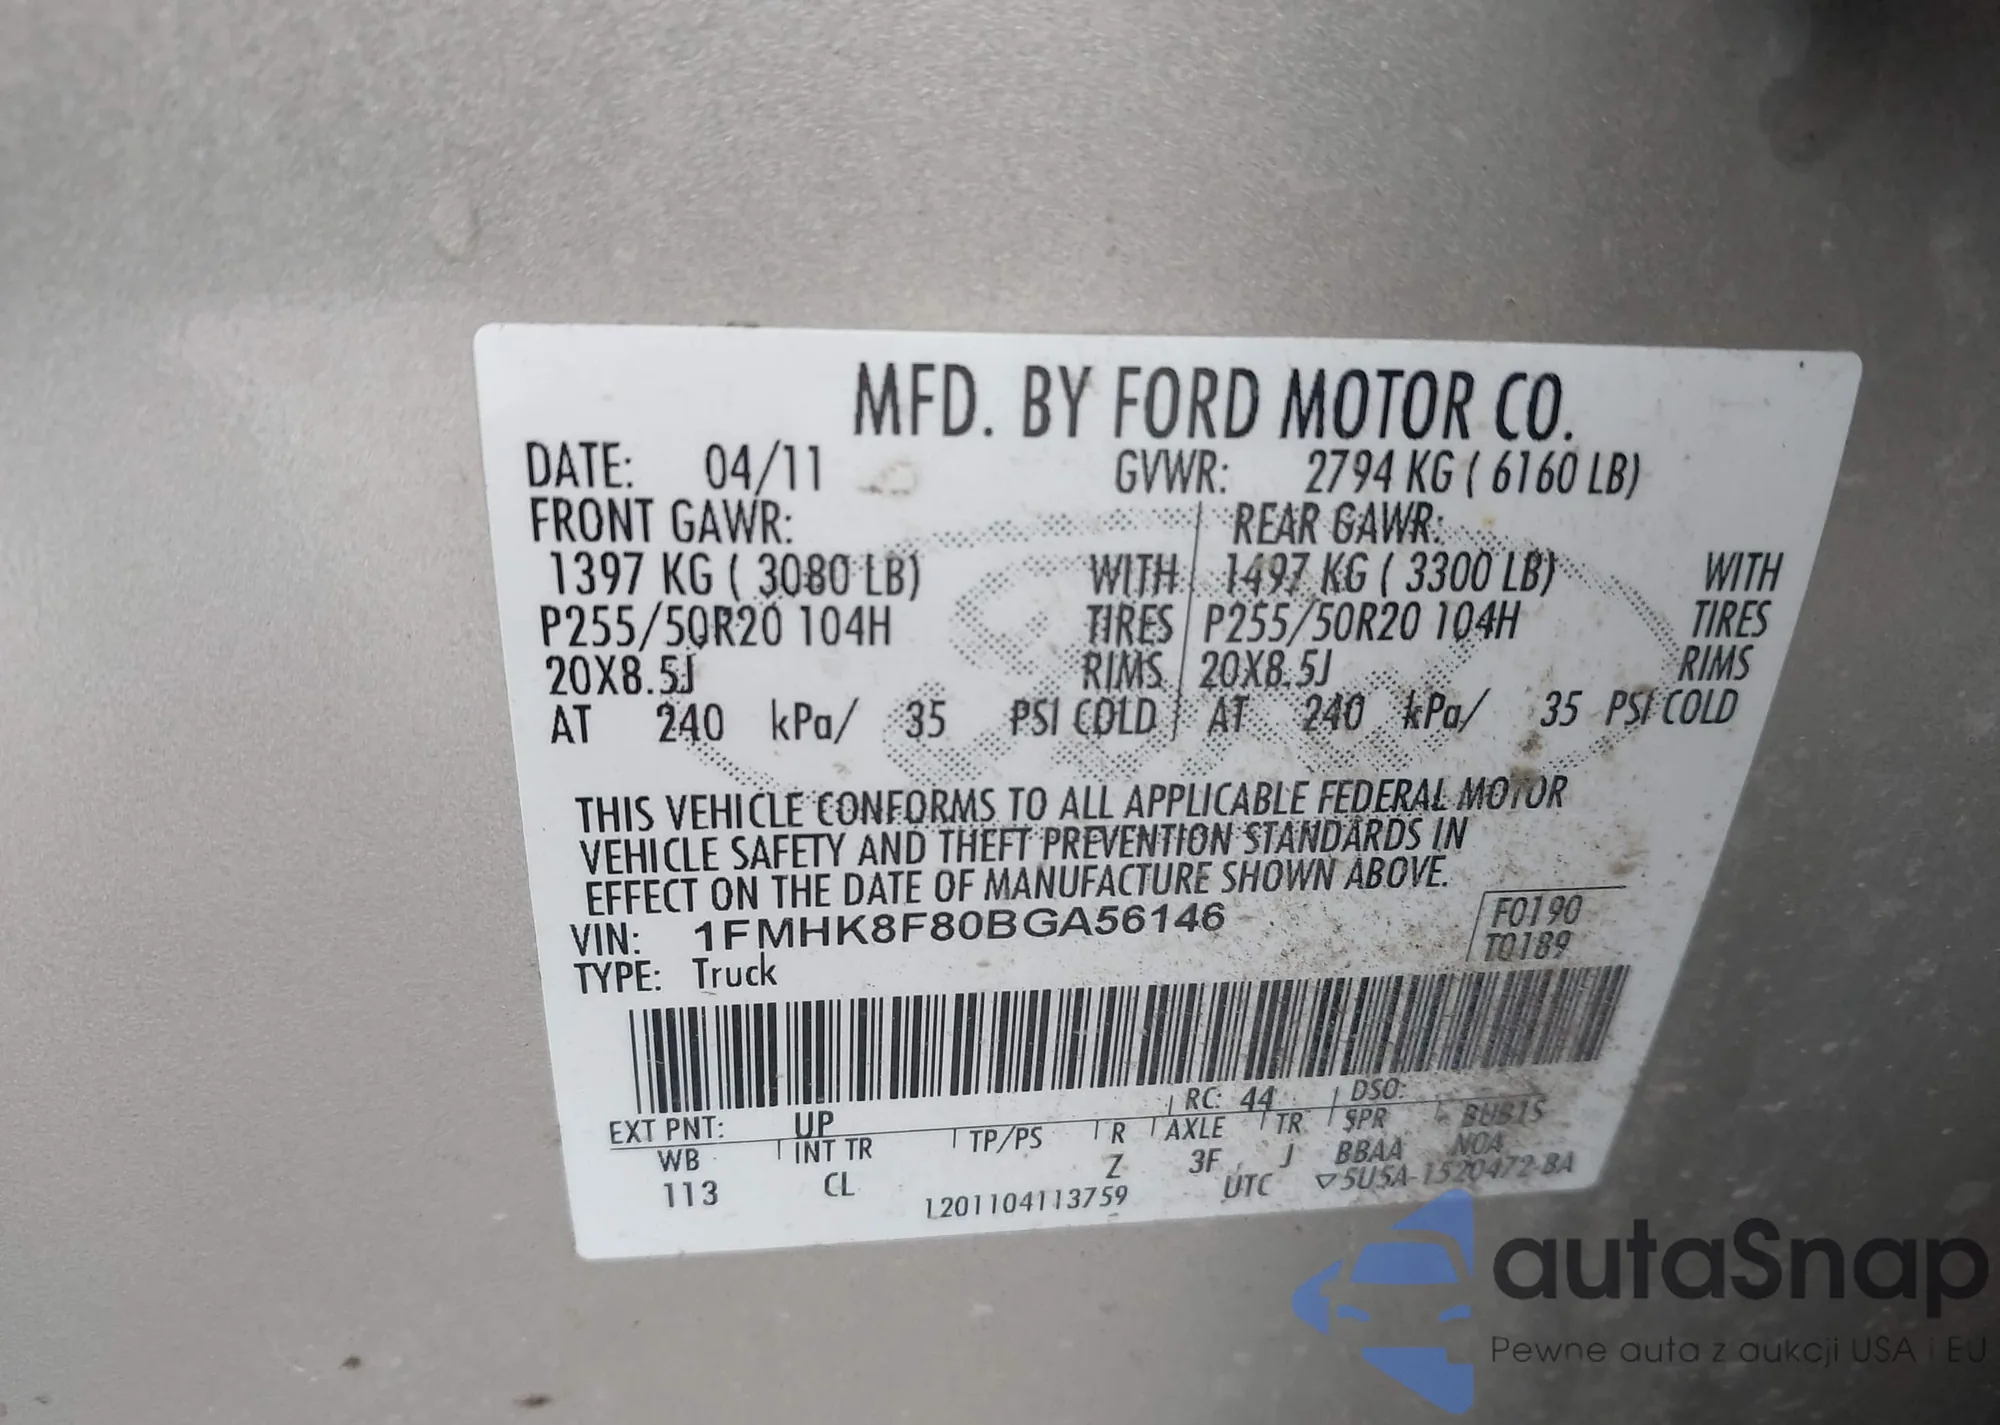 MFD. BY FORD MOTOR CO.
DATE: 04/11 GVWR: 2794 KG ( 6160 LB)
FRONT GAWR: REAR GAWR:
1397 KG ( 3080 LB) WITH 1497 KG ( 3300 LB) WITH
P255/50R20 104H TIRES P255/50R20 104H TIRES
20X8.5J RIMS 20X8.5J RIMS
AT 240 kPa/ 35 PSI COLD AT 240 kPa/ 35 PSI COLD
THIS VEHICLE CONFORMS TO ALL APPLICABLE FEDERAL MOTOR
VEHICLE SAFETY AND THEFT PREVENTION STANDARDS IN
EFFECT ON THE DATE OF MANUFACTURE SHOWN ABOVE.
VIN: 1FMHK8F80BGA56146 F0190
TYPE: Truck T0189
EXT PNT: UP RC: 44 DSO:
WB INT TR TP/PS R AXLE TR SPR
113 CL Z 3F J BBAA NOA
1201104113759 UTC ▽5U5A-1520472-BA
autaSnap
Pewne auta z aukcji USA i EU